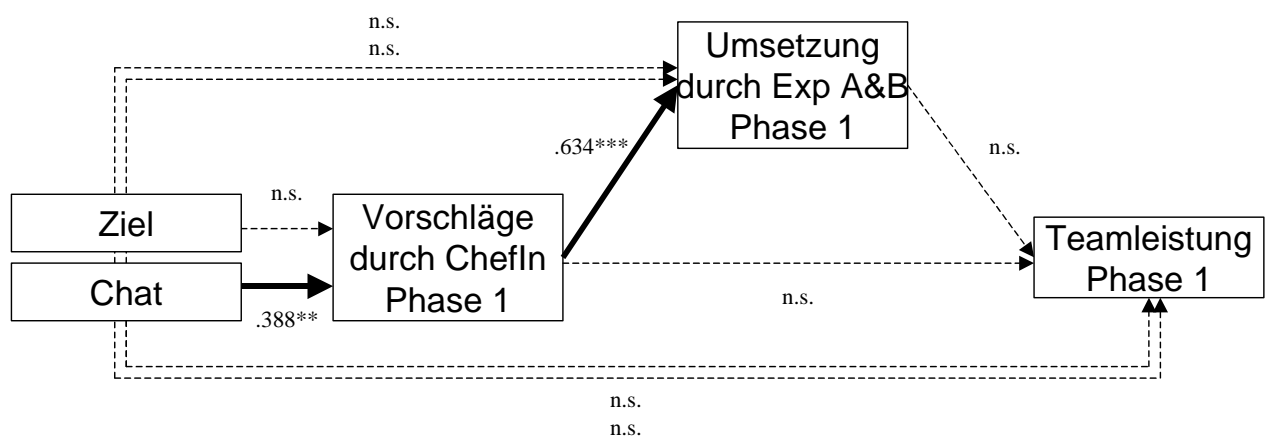 n.s.
n.s.
Umsetzung
durch Exp A&B
Phase 1
.634***
n.s.
n.s.
Ziel
Vorschläge
durch ChefIn
Phase 1
Teamleistung
Phase 1
Chat
.388**
n.s.
n.s.
n.s.